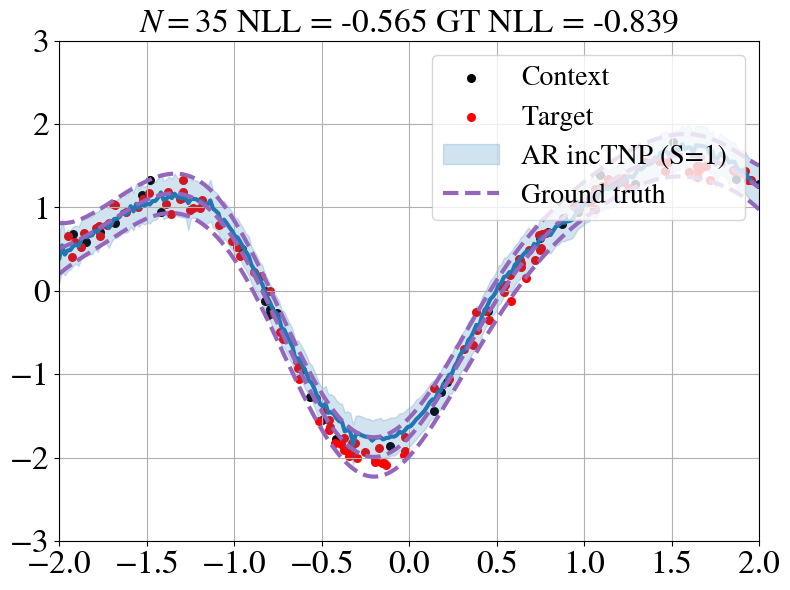 N = 35 NLL = -0.565 GT NLL = -0.839
3
2
1
0
−1
−2
−3
Context
Target
AR incTNP (S=1)
Ground truth
−2.0 −1.5 −1.0 −0.5 0.0 0.5 1.0 1.5 2.0